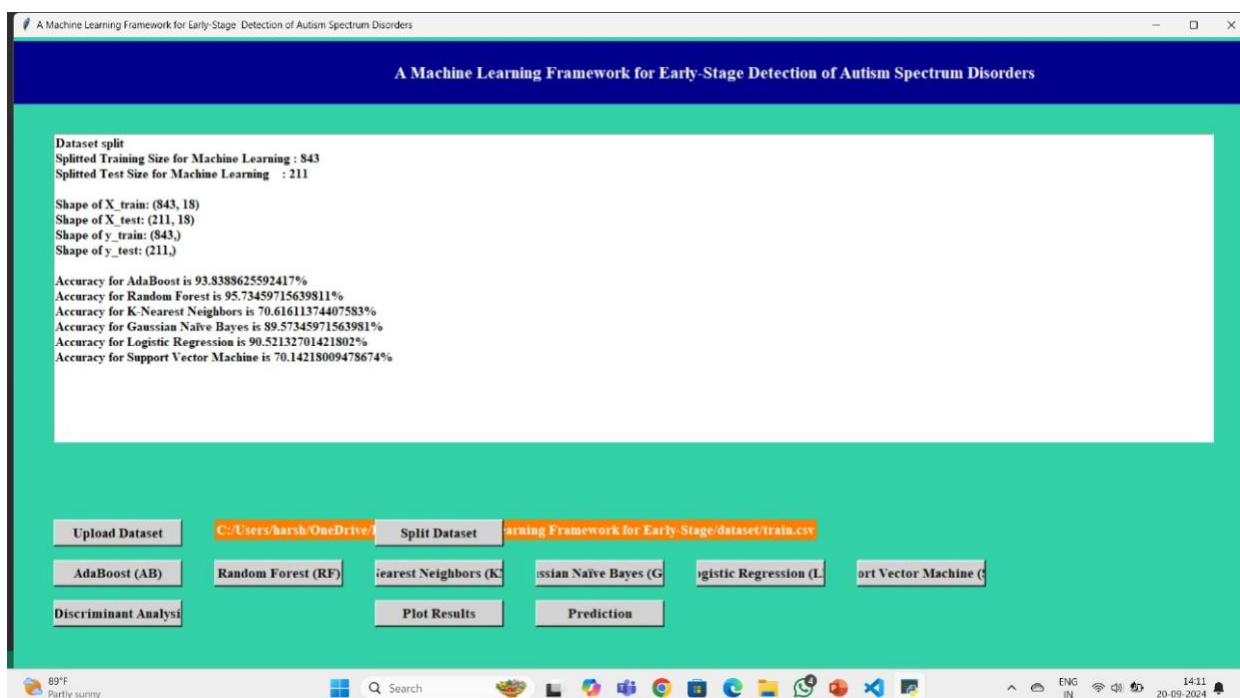 A Machine Learning Framework for Early-Stage Detection of Autism Spectrum Disorders
A Machine Learning Framework for Early-Stage Detection of Autism Spectrum Disorders
Dataset split
Splitted Training Size for Machine Learning : 843
Splitted Test Size for Machine Learning : 211
Shape of X_train: (843, 18)
Shape of X_test: (211, 18)
Shape of y_train: (843,)
Shape of y_test: (211,)
Accuracy for AdaBoost is 93.8388625592417%
Accuracy for Random Forest is 95.73459715639811%
Accuracy for K-Nearest Neighbors is 70.61611374407583%
Accuracy for Gaussian Naïve Bayes is 89.57345971563981%
Accuracy for Logistic Regression is 90.52132701421802%
Accuracy for Support Vector Machine is 70.14218009478674%
Upload Dataset C:/Users/harsh/OneDrive/ Split Dataset arning Framework for Early-Stage/dataset/train.csv
AdaBoost (AB) Random Forest (RF) earest Neighbors (K ssian Naïve Bayes (G gistic Regression (L ort Vector Machine (
Discriminant Analysi Plot Results Prediction
89°F
Partly sunny
Search
4
ENG
IN
14:11
20-09-2024